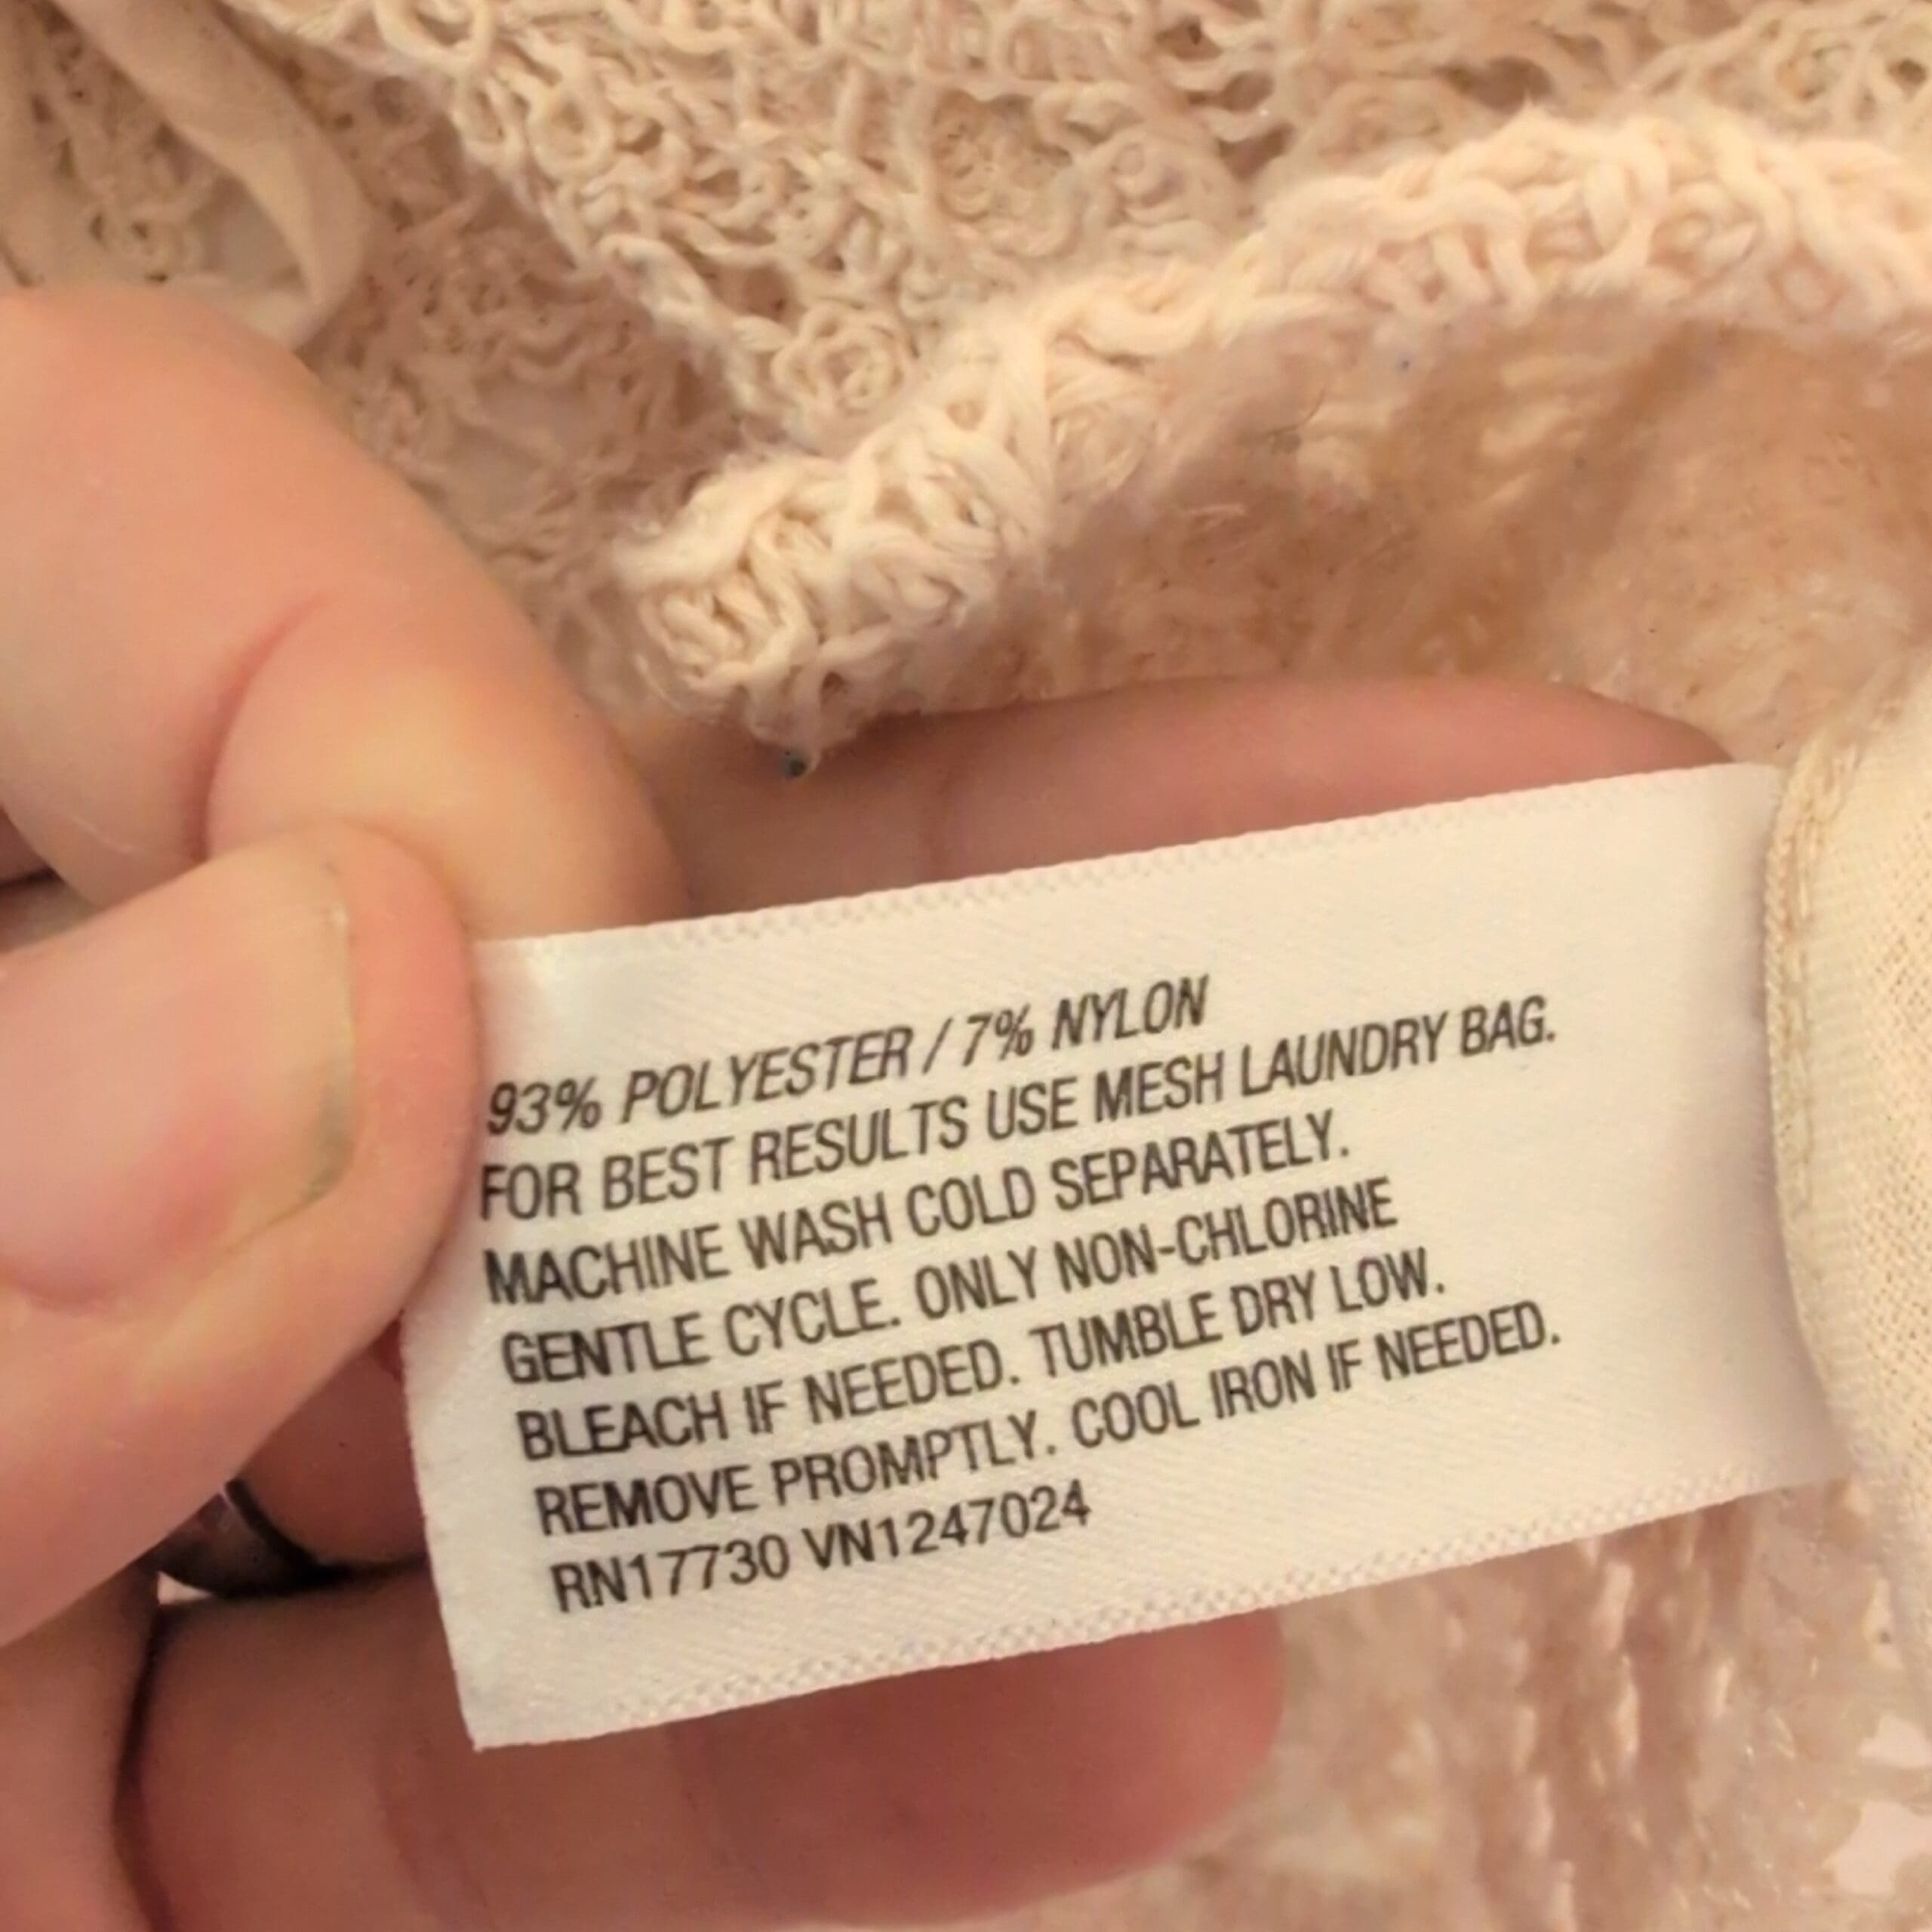 93% POLYESTER / 7% NYLON
FOR BEST RESULTS USE MESH LAUNDRY BAG.
MACHINE WASH COLD SEPARATELY.
GENTLE CYCLE. ONLY NON-CHLORINE
BLEACH IF NEEDED. TUMBLE DRY LOW.
REMOVE PROMPTLY. COOL IRON IF NEEDED.
RN17730 VN1247024